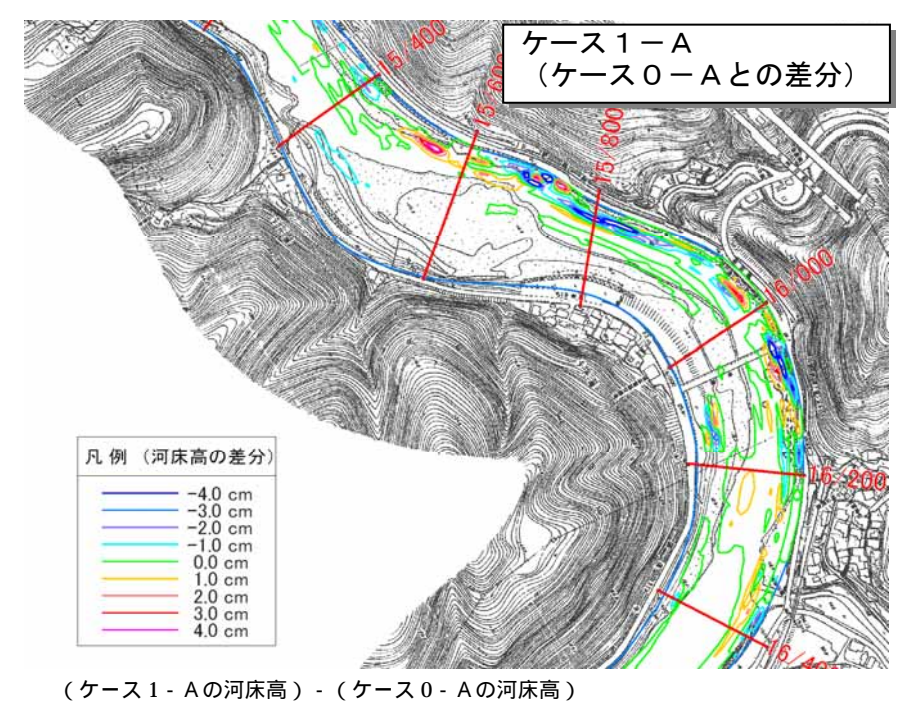 ケース１－Ａ
（ケース０－Ａとの差分）
15/400
15/600
15/800
16/000
16/200
16/400
凡 例 （河床高の差分）
-4.0 cm
-3.0 cm
-2.0 cm
-1.0 cm
0.0 cm
1.0 cm
2.0 cm
3.0 cm
4.0 cm
（ケース 1 - Aの河床高） - （ケース 0 - Aの河床高）